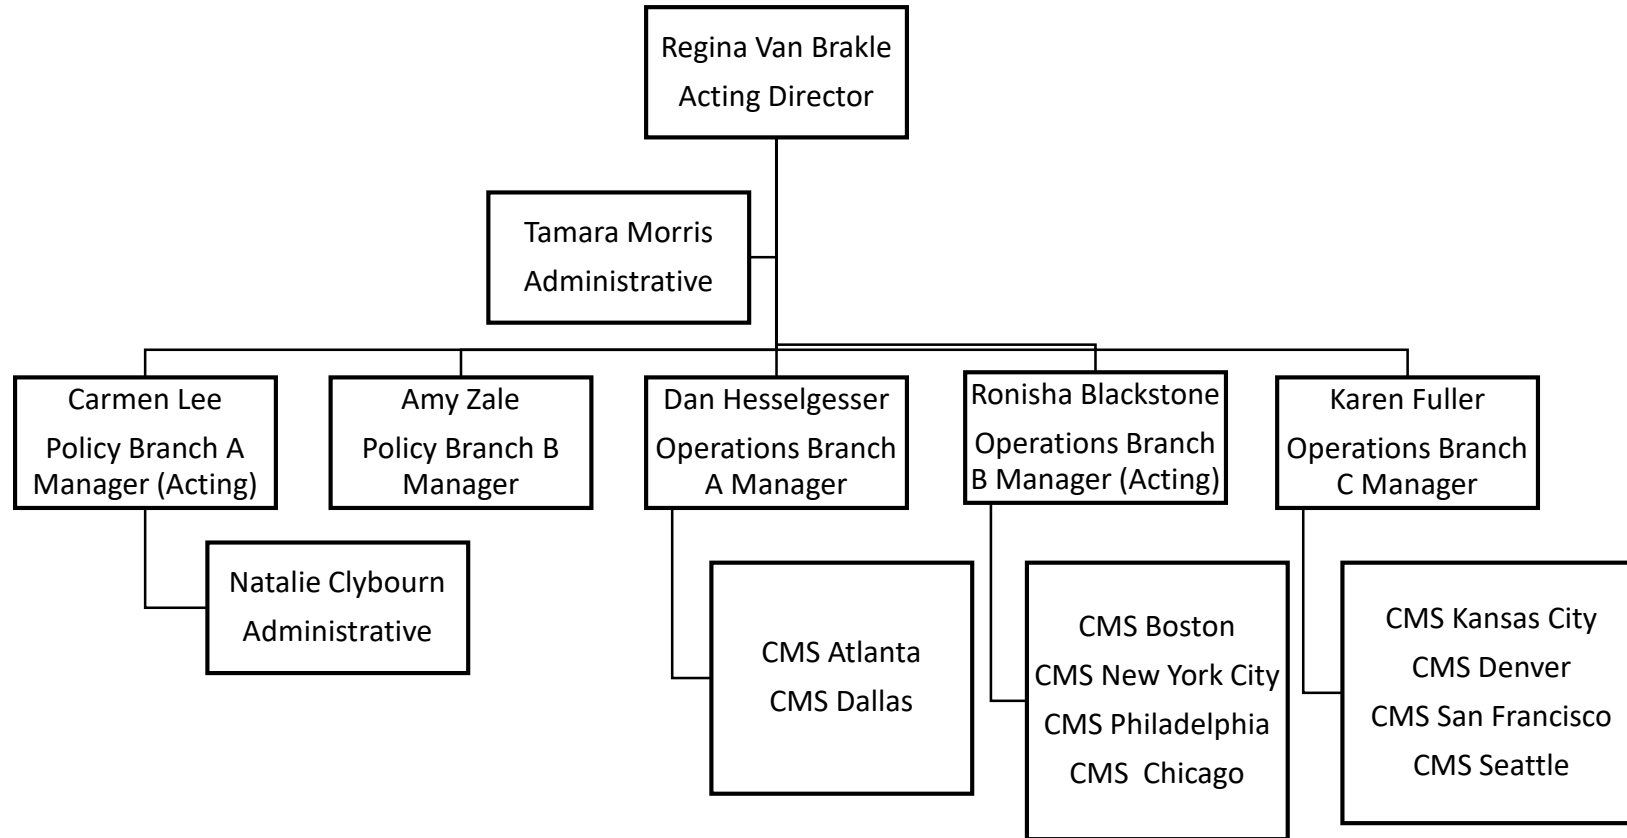 Regina Van Brakle
Acting Director
Tamara Morris
Administrative
Carmen Lee
Policy Branch A
Manager (Acting)
Amy Zale
Policy Branch B
Manager
Dan Hesselgesser
Operations Branch
A Manager
Ronisha Blackstone
Operations Branch
B Manager (Acting)
Karen Fuller
Operations Branch
C Manager
Natalie Clybourn
Administrative
CMS Atlanta
CMS Dallas
CMS Boston
CMS New York City
CMS Philadelphia
CMS  Chicago
CMS Kansas City
CMS Denver
CMS San Francisco
CMS Seattle